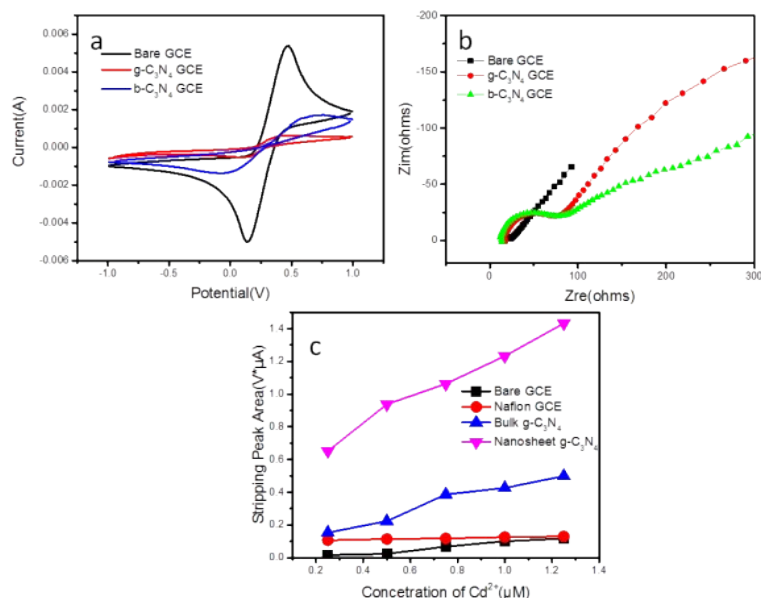 a
Bare GCE
g-C₃N₄ GCE
b-C₃N₄ GCE
0.006
0.004
0.002
0.000
-0.002
-0.004
-0.006
Current(A)
-1.0 -0.5 0.0 0.5 1.0
Potential(V)
b
Bare GCE
g-C₃N₄ GCE
b-C₃N₄ GCE
-200
-150
-100
-50
0
Zim(ohms)
0 100 200 300
Zre(ohms)
c
Bare GCE
Nafion GCE
Bulk g-C₃N₄
Nanosheet g-C₃N₄
1.4
1.2
1.0
0.8
0.6
0.4
0.2
0.0
Stripping Peak Area(V*μA)
0.2 0.4 0.6 0.8 1.0 1.2 1.4
Concetration of Cd²⁺(μM)